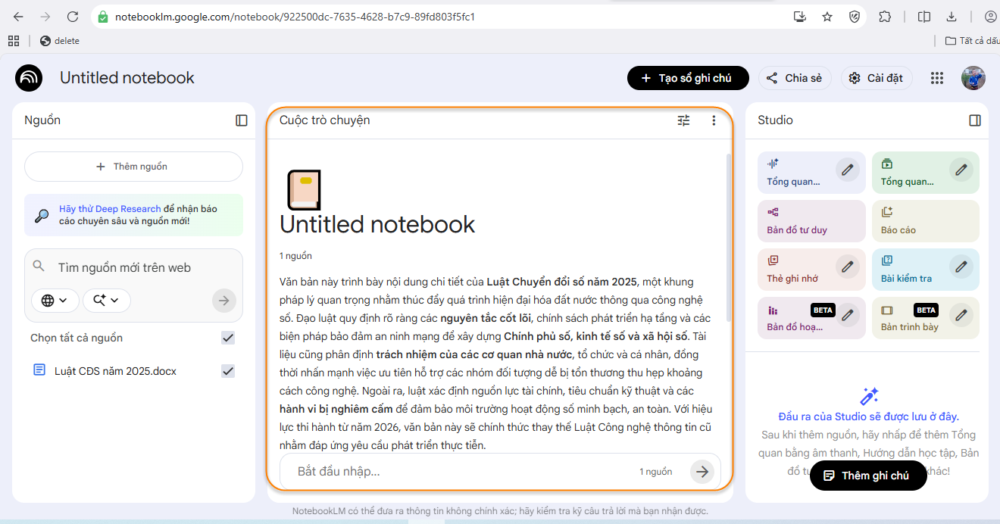 notebooklm.google.com/notebook/922500dc-7635-4628-b7c9-89fd803f5fc1
delete
Tất cả dấu
Untitled notebook
Tạo sổ ghi chú
Chia sẻ
Cài đặt
Nguồn
Thêm nguồn
Hãy thử Deep Research để nhận báo
cáo chuyên sâu và nguồn mới!
Tìm nguồn mới trên web
Chọn tất cả nguồn
Luật CĐS năm 2025.docx
Cuộc trò chuyện
Untitled notebook
1 nguồn
Văn bản này trình bày nội dung chi tiết của Luật Chuyển đổi số năm 2025, một khung
pháp lý quan trọng nhằm thúc đẩy quá trình hiện đại hóa đất nước thông qua công nghệ
số. Đạo luật quy định rõ ràng các nguyên tắc cốt lõi, chính sách phát triển hạ tầng và các
biện pháp bảo đảm an ninh mạng để xây dựng Chính phủ số, kinh tế số và xã hội số. Tài
liệu cũng phân định trách nhiệm của các cơ quan nhà nước, tổ chức và cá nhân, đồng
thời nhấn mạnh việc ưu tiên hỗ trợ các nhóm đối tượng dễ bị tổn thương thu hẹp khoảng
cách công nghệ. Ngoài ra, luật xác định nguồn lực tài chính, tiêu chuẩn kỹ thuật và các
hành vi bị nghiêm cấm để đảm bảo môi trường hoạt động số minh bạch, an toàn. Với hiệu
lực thi hành từ năm 2026, văn bản này sẽ chính thức thay thế Luật Công nghệ thông tin cũ
nhằm đáp ứng yêu cầu phát triển thực tiễn.
Bắt đầu nhập...
1 nguồn
NotebookLM có thể đưa ra thông tin không chính xác; hãy kiểm tra kỹ câu trả lời mà bạn nhận được.
Studio
Tổng quan...
Tổng quan...
Bản đồ tư duy
Báo cáo
Thẻ ghi nhớ
Bài kiểm tra
BETA
Bản đồ hoạ...
BETA
Bản trình bày
Đầu ra của Studio sẽ được lưu ở đây.
Sau khi thêm nguồn, hãy nhấp để thêm Tổng
quan bằng âm thanh, Hướng dẫn học tập, Bản
đồ khác!
Thêm ghi chú